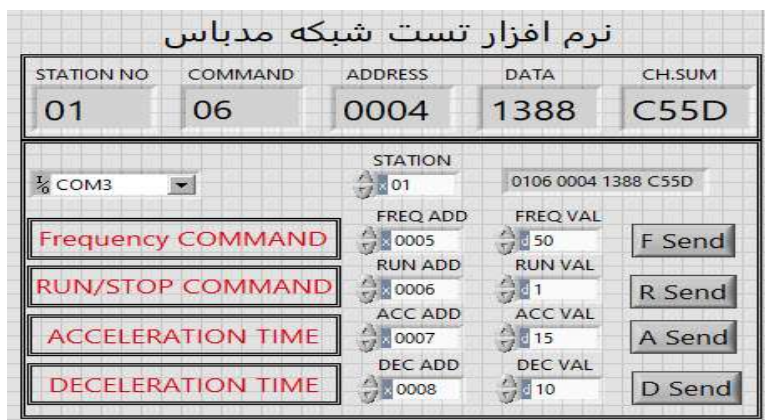 نرم افزار تست شبکه مدباس
STATION NO COMMAND ADDRESS DATA CH.SUM
01 06 0004 1388 C55D
STATION
COM3 x 01 0106 0004 1388 C55D
FREQ ADD FREQ VAL
Frequency COMMAND x 0005 d 50 F Send
RUN ADD RUN VAL
RUN/STOP COMMAND x 0006 d 1 R Send
ACC ADD ACC VAL
ACCELERATION TIME x 0007 d 15 A Send
DEC ADD DEC VAL
DECELERATION TIME x 0008 d 10 D Send